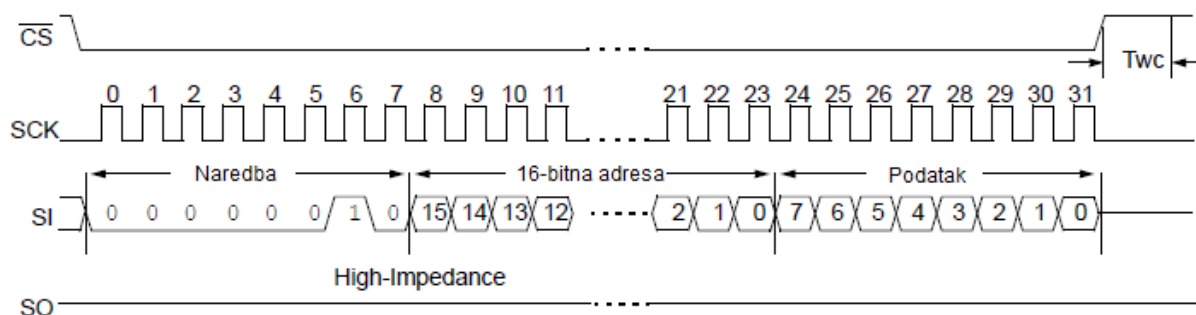 CS
Twc
0 1 2 3 4 5 6 7 8 9 10 11 21 22 23 24 25 26 27 28 29 30 31
SCK
Naredba 16-bitna adresa Podatak
SI 0 0 0 0 0 0 1 0 15 14 13 12 2 1 0 7 6 5 4 3 2 1 0
High-Impedance
SO